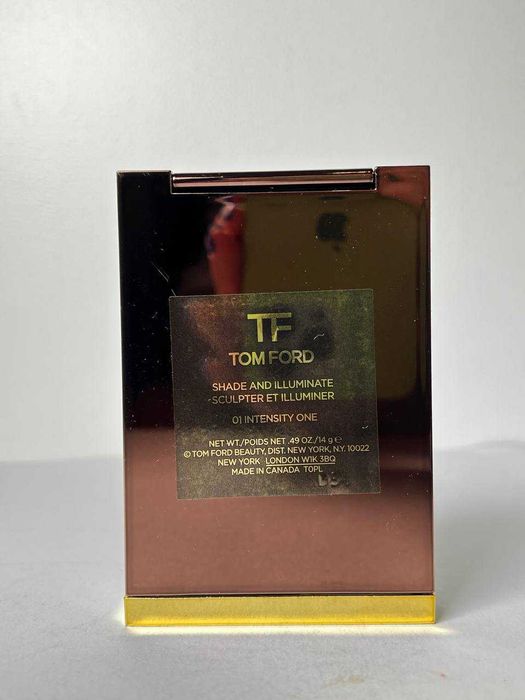 TF
TOM FORD
SHADE AND ILLUMINATE
SCULPTER ET ILLUMINER
01 INTENSITY ONE
NET WT./POIDS NET .49 OZ./14 g ℮
© TOM FORD BEAUTY, DIST. NEW YORK, N.Y. 10022
NEW YORK LONDON W1K 3BQ
MADE IN CANADA T0PL